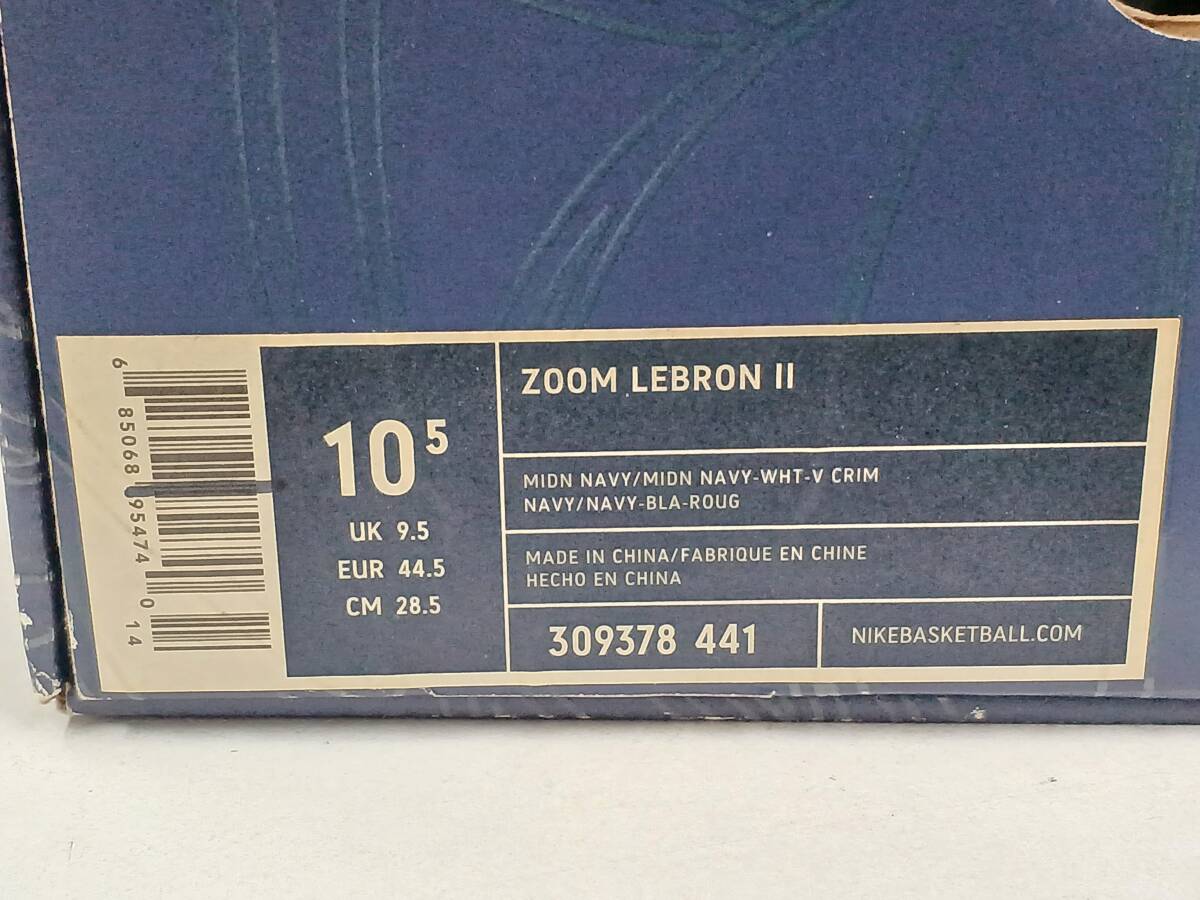 6 85068 95474 0 14
10 5
UK 9.5
EUR 44.5
CM 28.5
ZOOM LEBRON II
MIDN NAVY/MIDN NAVY-WHT-V CRIM
NAVY/NAVY-BLA-ROUG
MADE IN CHINA/FABRIQUE EN CHINE
HECHO EN CHINA
309378 441
NIKEBASKETBALL.COM